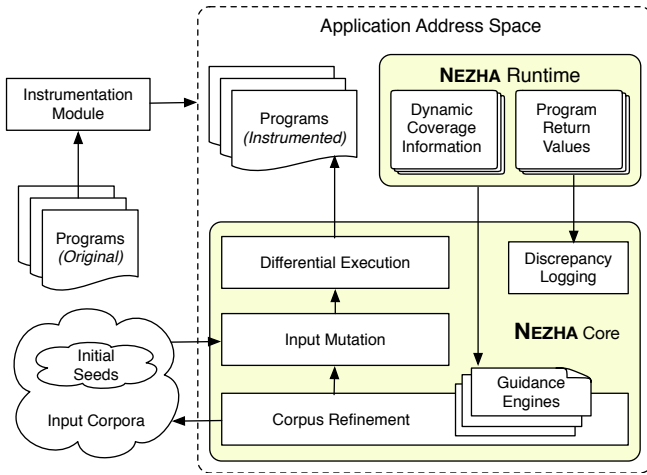 Application Address Space
NEZHA Runtime
Instrumentation
Module
Programs
(Instrumented)
Dynamic
Coverage
Information
Program
Return
Values
Programs
(Original)
Differential Execution
Discrepancy
Logging
Input Mutation
NEZHA Core
Initial
Seeds
Guidance
Engines
Input Corpora
Corpus Refinement